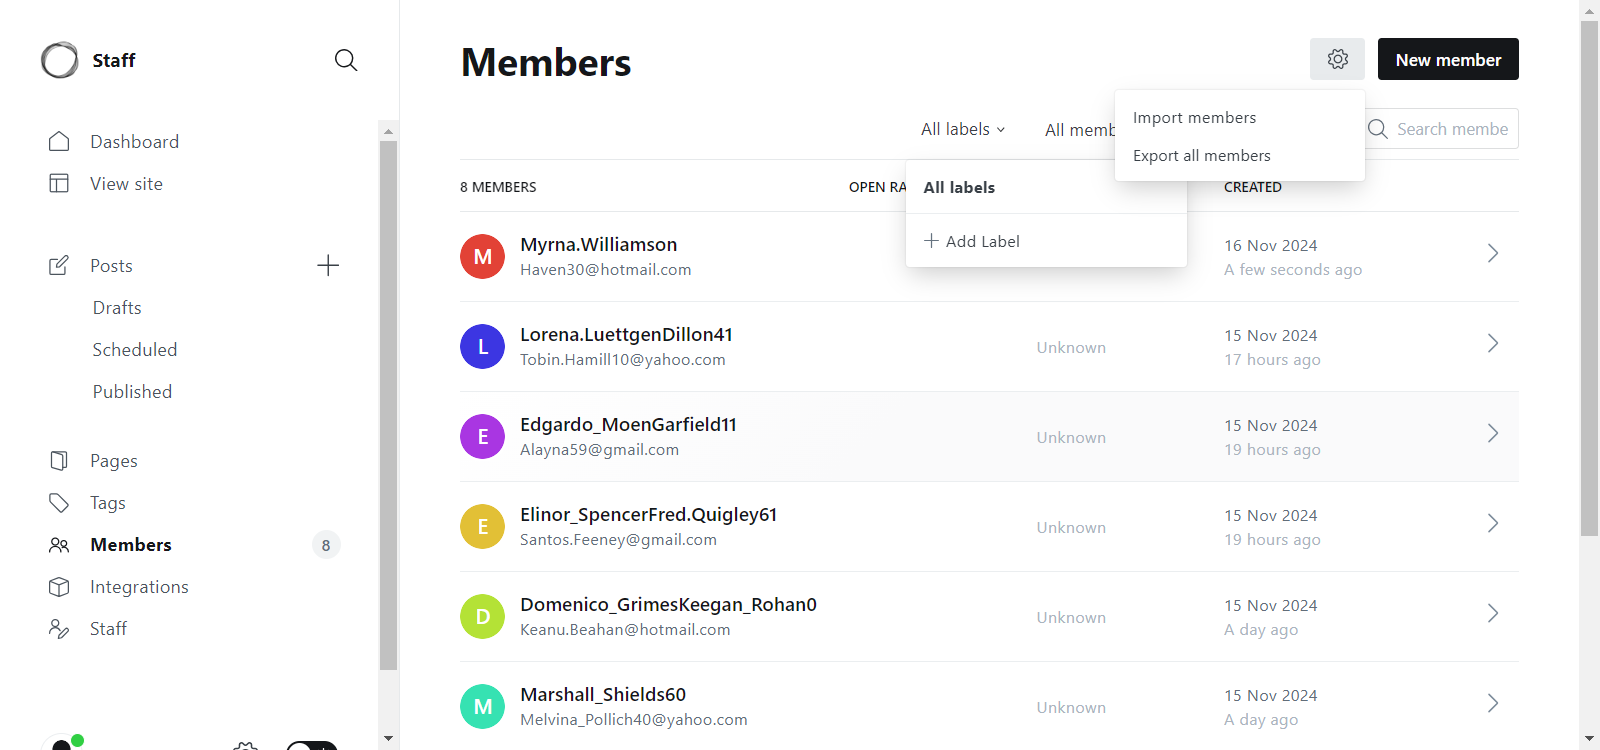 Staff
Dashboard
View site
Posts
Drafts
Scheduled
Published
Pages
Tags
Members
8
Integrations
Staff
Members
New member
Import members
Export all members
All labels
All memb
Search membe
All labels
Add Label
8 MEMBERS
OPEN RA
CREATED
M
Myrna.Williamson
Haven30@hotmail.com
16 Nov 2024
A few seconds ago
L
Lorena.LuettgenDillon41
Tobin.Hamill10@yahoo.com
Unknown
15 Nov 2024
17 hours ago
E
Edgardo_MoenGarfield11
Alayna59@gmail.com
Unknown
15 Nov 2024
19 hours ago
E
Elinor_SpencerFred.Quigley61
Santos.Feeney@gmail.com
Unknown
15 Nov 2024
19 hours ago
D
Domenico_GrimesKeegan_Rohan0
Keanu.Beahan@hotmail.com
Unknown
15 Nov 2024
A day ago
M
Marshall_Shields60
Melvina_Pollich40@yahoo.com
Unknown
15 Nov 2024
A day ago